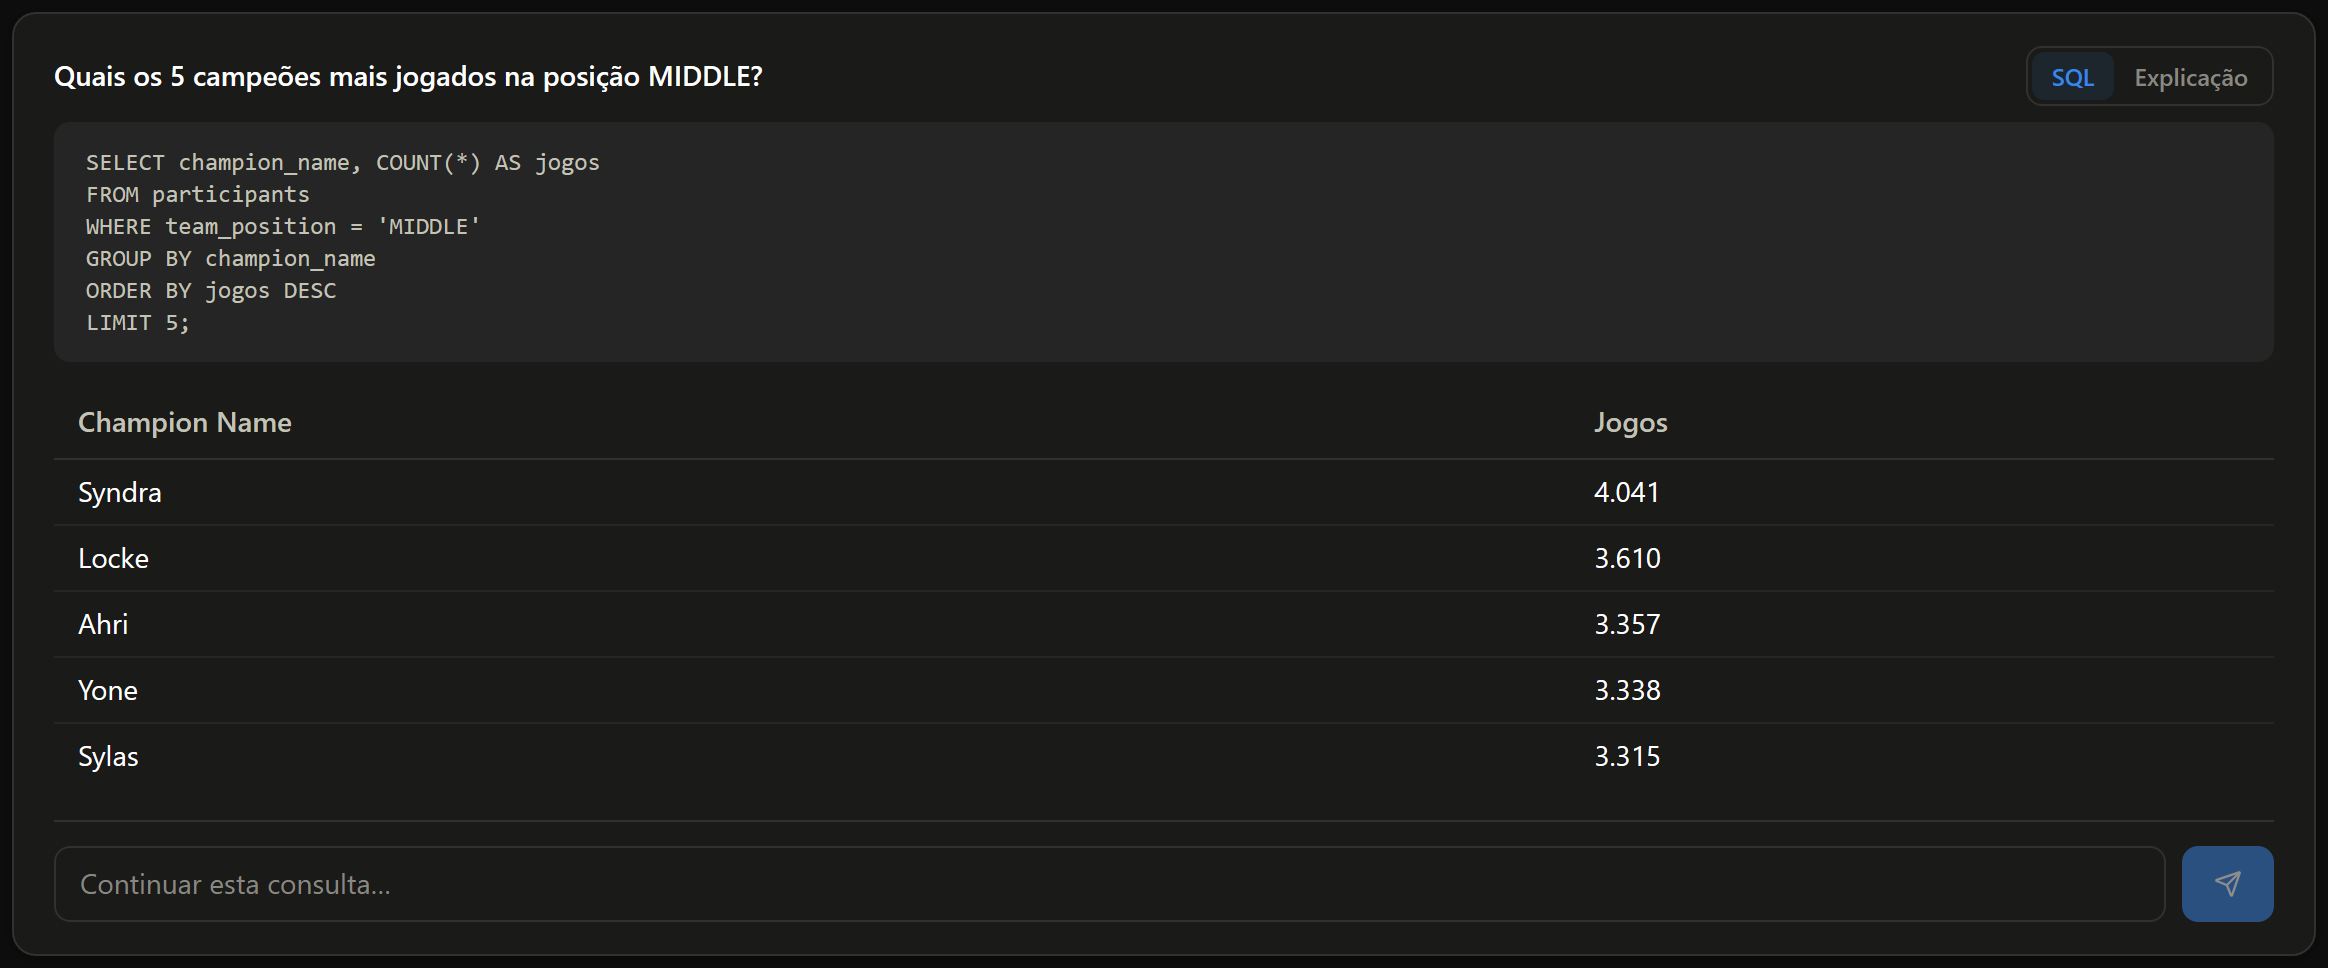 Quais os 5 campeões mais jogados na posição MIDDLE?
SQL Explicação
SELECT champion_name, COUNT(*) AS jogos
FROM participants
WHERE team_position = 'MIDDLE'
GROUP BY champion_name
ORDER BY jogos DESC
LIMIT 5;
Champion Name Jogos
Syndra 4.041
Locke 3.610
Ahri 3.357
Yone 3.338
Sylas 3.315
Continuar esta consulta...